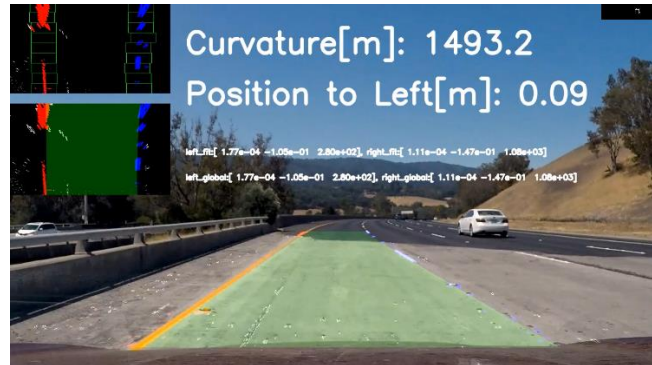 Curvature[m]: 1493.2
Position to Left[m]: 0.09
left_fit:[ 1.77e-04 -1.05e-01 2.80e+02], right_fit:[ 1.11e-04 -1.47e-01 1.08e+03]
left_global:[ 1.77e-04 -1.05e-01 2.80e+02], right_global:[ 1.11e-04 -1.47e-01 1.08e+03]